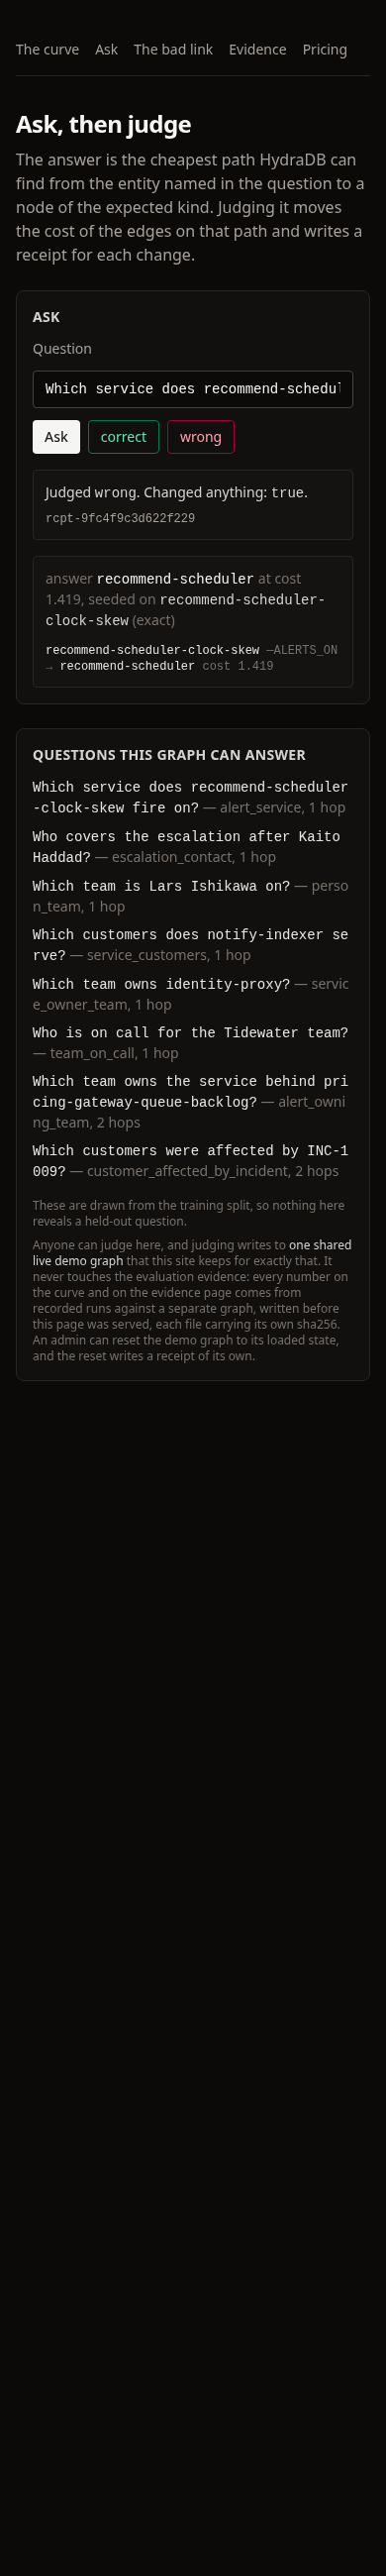 The curve Ask The bad link Evidence Pricing
Ask, then judge
The answer is the cheapest path HydraDB can
find from the entity named in the question to a
node of the expected kind. Judging it moves
the cost of the edges on that path and writes a
receipt for each change.
ASK
Question
Which service does recommend-schedul
Ask correct wrong
Judged wrong. Changed anything: true.
rcpt-9fc4f9c3d622f229
answer recommend-scheduler at cost
1.419, seeded on recommend-scheduler-
clock-skew (exact)
recommend-scheduler-clock-skew —ALERTS_ON
→ recommend-scheduler cost 1.419
QUESTIONS THIS GRAPH CAN ANSWER
Which service does recommend-scheduler
-clock-skew fire on? — alert_service, 1 hop
Who covers the escalation after Kaito
Haddad? — escalation_contact, 1 hop
Which team is Lars Ishikawa on? — perso
n_team, 1 hop
Which customers does notify-indexer se
rve? — service_customers, 1 hop
Which team owns identity-proxy? — servic
e_owner_team, 1 hop
Who is on call for the Tidewater team?
— team_on_call, 1 hop
Which team owns the service behind pri
cing-gateway-queue-backlog? — alert_owni
ng_team, 2 hops
Which customers were affected by INC-1
009? — customer_affected_by_incident, 2 hops
These are drawn from the training split, so nothing here
reveals a held-out question.
Anyone can judge here, and judging writes to one shared
live demo graph that this site keeps for exactly that. It
never touches the evaluation evidence: every number on
the curve and on the evidence page comes from
recorded runs against a separate graph, written before
this page was served, each file carrying its own sha256.
An admin can reset the demo graph to its loaded state,
and the reset writes a receipt of its own.